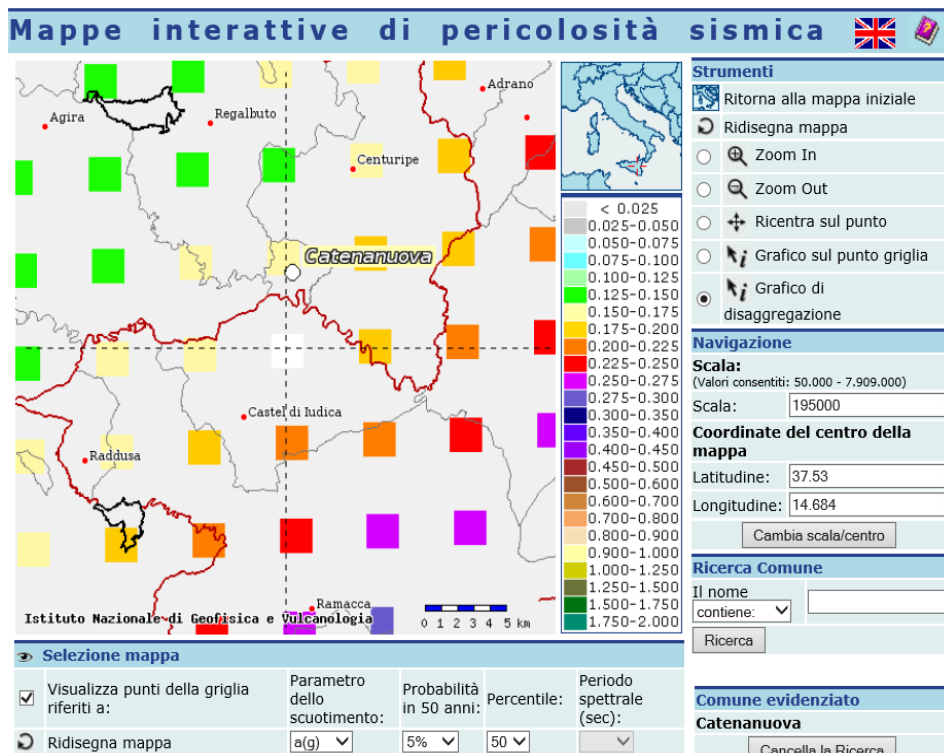 Mappe interattive di pericolosità sismica
Adrano
Agira
Regalbuto
Centuripe
Catenanuova
Castel di Iudica
Raddusa
Ramacca
Istituto Nazionale di Geofisica e Vulcanologia
0 1 2 3 4 5 km
< 0.025
0.025-0.050
0.050-0.075
0.075-0.100
0.100-0.125
0.125-0.150
0.150-0.175
0.175-0.200
0.200-0.225
0.225-0.250
0.250-0.275
0.275-0.300
0.300-0.350
0.350-0.400
0.400-0.450
0.450-0.500
0.500-0.600
0.600-0.700
0.700-0.800
0.800-0.900
0.900-1.000
1.000-1.250
1.250-1.500
1.500-1.750
1.750-2.000
Strumenti
Ritorna alla mappa iniziale
Ridisegna mappa
Zoom In
Zoom Out
Ricentra sul punto
Grafico sul punto griglia
Grafico di
disaggregazione
Navigazione
Scala:
(Valori consentiti: 50.000 - 7.909.000)
Scala: 195000
Coordinate del centro della
mappa
Latitudine: 37.53
Longitudine: 14.684
Cambia scala/centro
Ricerca Comune
Il nome
contiene:
Ricerca
Comune evidenziato
Catenanuova
Cancella la Ricerca
Selezione mappa
Visualizza punti della griglia
riferiti a:
Parametro
dello
scuotimento:
Probabilità
in 50 anni:
Percentile:
Periodo
spettrale
(sec):
Ridisegna mappa
a(g)
5%
50